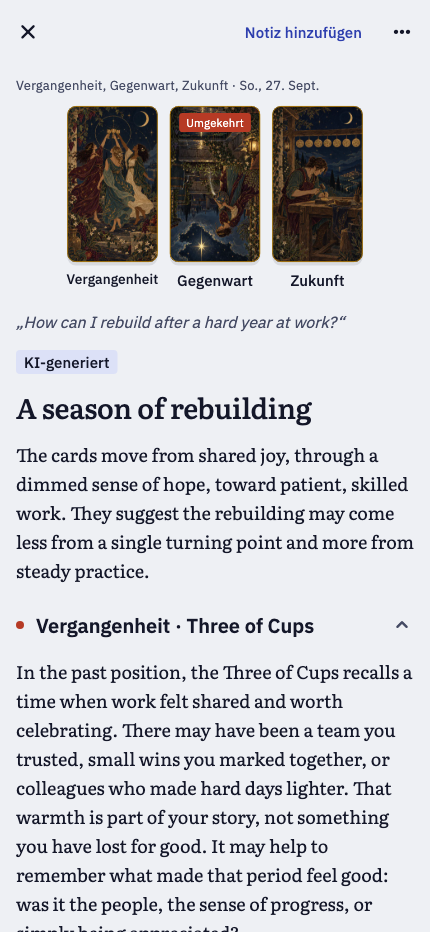 Notiz hinzufügen
Vergangenheit, Gegenwart, Zukunft · So., 27. Sept.
Umgekehrt
Vergangenheit
Gegenwart
Zukunft
„How can I rebuild after a hard year at work?“
KI-generiert
A season of rebuilding
The cards move from shared joy, through a
dimmed sense of hope, toward patient, skilled
work. They suggest the rebuilding may come
less from a single turning point and more from
steady practice.
Vergangenheit · Three of Cups
In the past position, the Three of Cups recalls a
time when work felt shared and worth
celebrating. There may have been a team you
trusted, small wins you marked together, or
colleagues who made hard days lighter. That
warmth is part of your story, not something
you have lost for good. It may help to
remember what made that period feel good:
was it the people, the sense of progress, or
simply being appreciated?